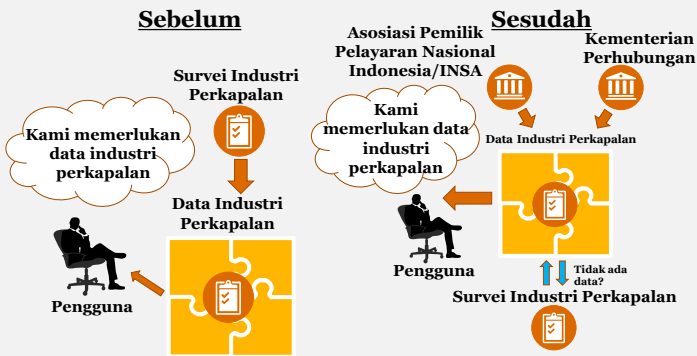 Sebelum
Survei Industri
Perkapalan
Kami memerlukan
data industri
perkapalan
Data Industri
Perkapalan
Pengguna
Sesudah
Asosiasi Pemilik
Pelayaran Nasional
Indonesia/INSA
Kementerian
Perhubungan
Kami
memerlukan data
industri
perkapalan
Data Industri Perkapalan
Pengguna
Tidak ada
data?
Survei Industri Perkapalan